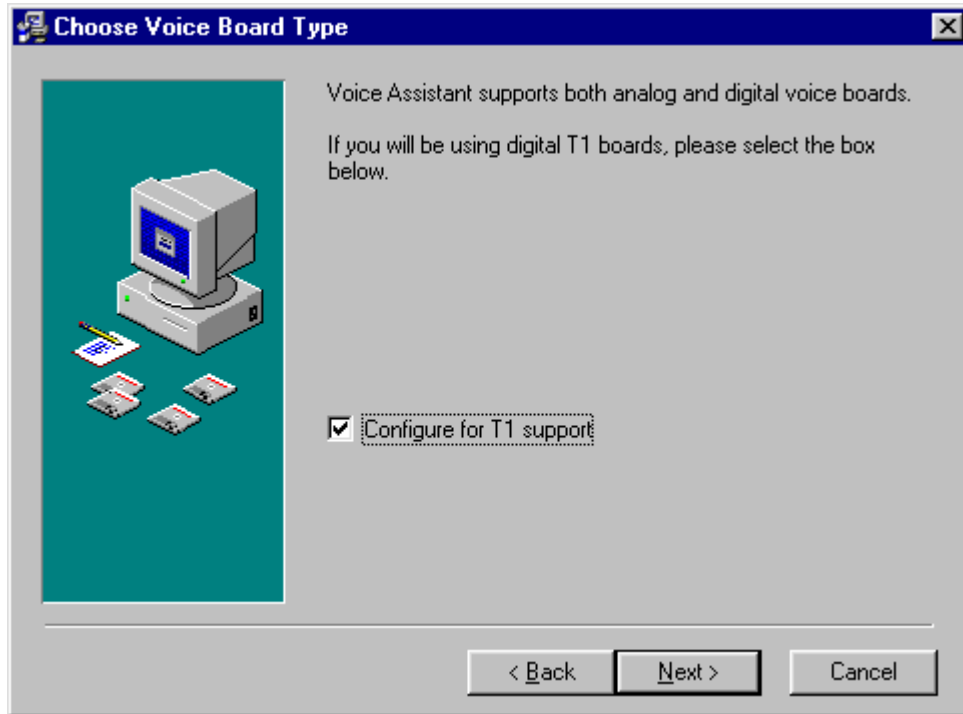 Choose Voice Board Type
Voice Assistant supports both analog and digital voice boards.
If you will be using digital T1 boards, please select the box
below.
Configure for T1 support
< Back
Next >
Cancel